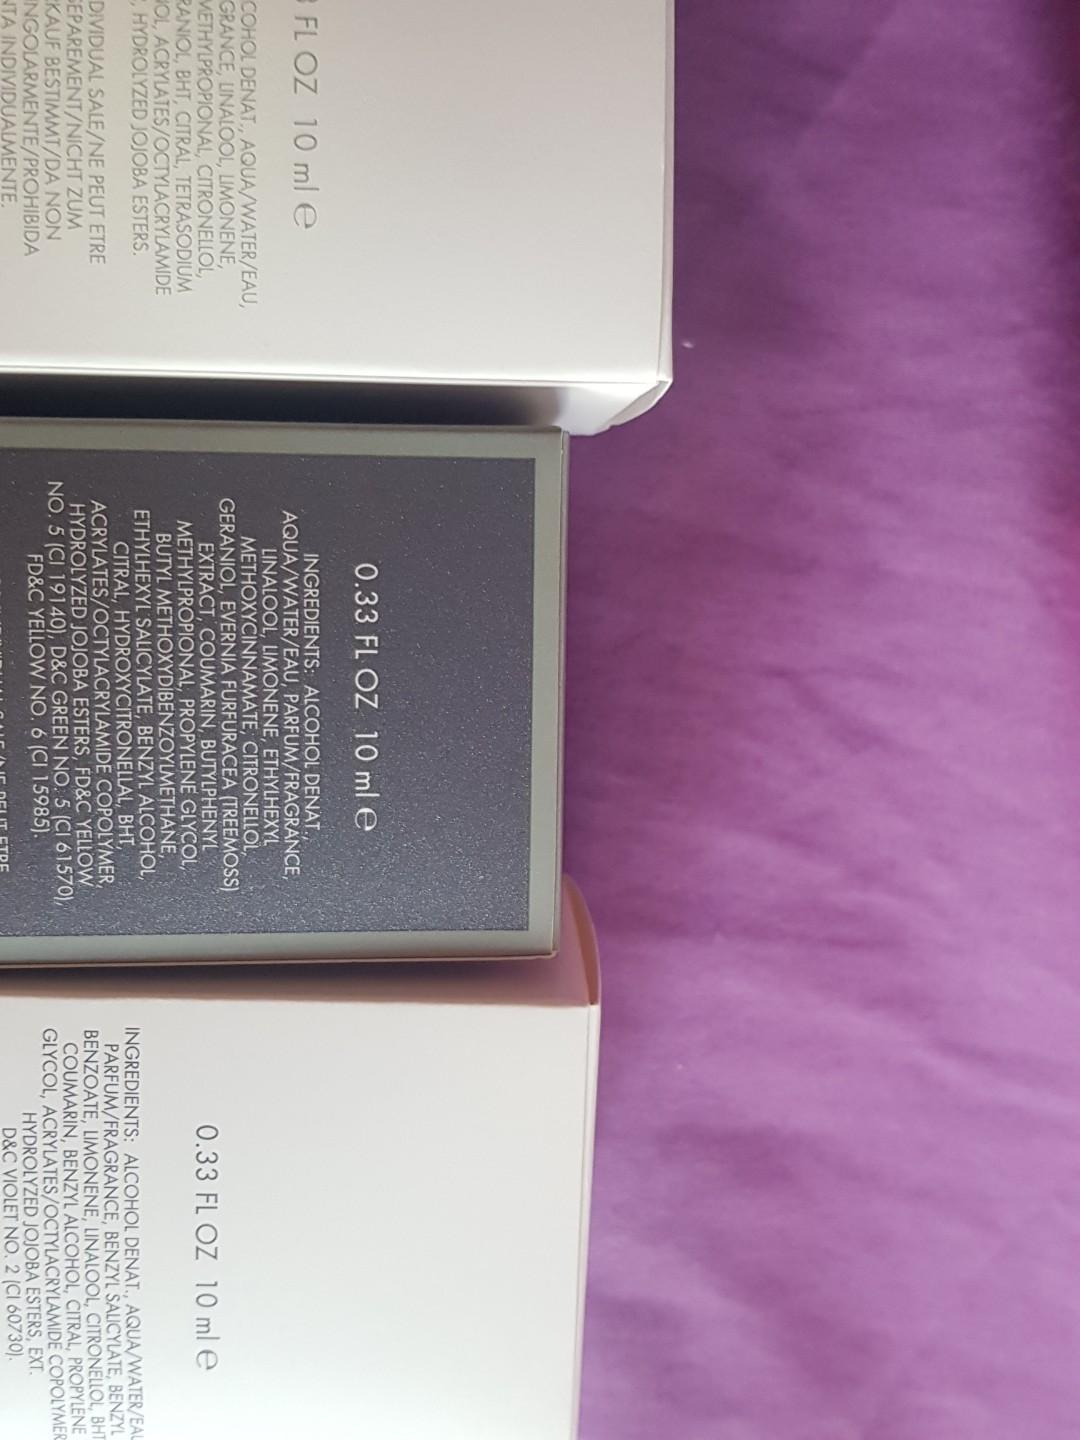 FL OZ 10 ml e
COHOL DENAT., AQUA/WATER/EAU,
GRANCE, LINALOOL, LIMONENE,
METHYLPROPIONAL, CITRONELLOL,
RANIOL, BHT, CITRAL, TETRASODIUM
OL, ACRYLATES/OCTYLACRYLAMIDE
, HYDROLYZED JOJOBA ESTERS.
DIVIDUAL SALE/NE PEUT ETRE
SEPAREMENT/NICHT ZUM
KAUF BESTIMMT/DA NON
INGOLARMENTE/PROHIBIDA
NTA INDIVIDUALMENTE.
0.33 FL OZ 10 ml e
INGREDIENTS: ALCOHOL DENAT.,
AQUA/WATER/EAU, PARFUM/FRAGRANCE,
LINALOOL, LIMONENE, ETHYLHEXYL
METHOXYCINNAMATE, CITRONELLOL,
GERANIOL, EVERNIA FURFURACEA (TREEMOSS)
EXTRACT, COUMARIN, BUTYLPHENYL
METHYLPROPIONAL, PROPYLENE GLYCOL,
BUTYL METHOXYDIBENZOYLMETHANE,
ETHYLHEXYL SALICYLATE, BENZYL ALCOHOL,
CITRAL, HYDROXYCITRONELLAL, BHT,
ACRYLATES/OCTYLACRYLAMIDE COPOLYMER,
HYDROLYZED JOJOBA ESTERS, FD&C YELLOW
NO. 5 (CI 19140), D&C GREEN NO. 5 (CI 61570),
FD&C YELLOW NO. 6 (CI 15985).
0.33 FL OZ 10 ml e
INGREDIENTS: ALCOHOL DENAT., AQUA/WATER/EAU
PARFUM/FRAGRANCE, BENZYL SALICYLATE, BENZYL
BENZOATE, LIMONENE, LINALOOL, CITRONELLOL, BHT
COUMARIN, BENZYL ALCOHOL, CITRAL, PROPYLENE
GLYCOL, ACRYLATES/OCTYLACRYLAMIDE COPOLYMER
HYDROLYZED JOJOBA ESTERS, EXT.
D&C VIOLET NO. 2 (CI 60730).